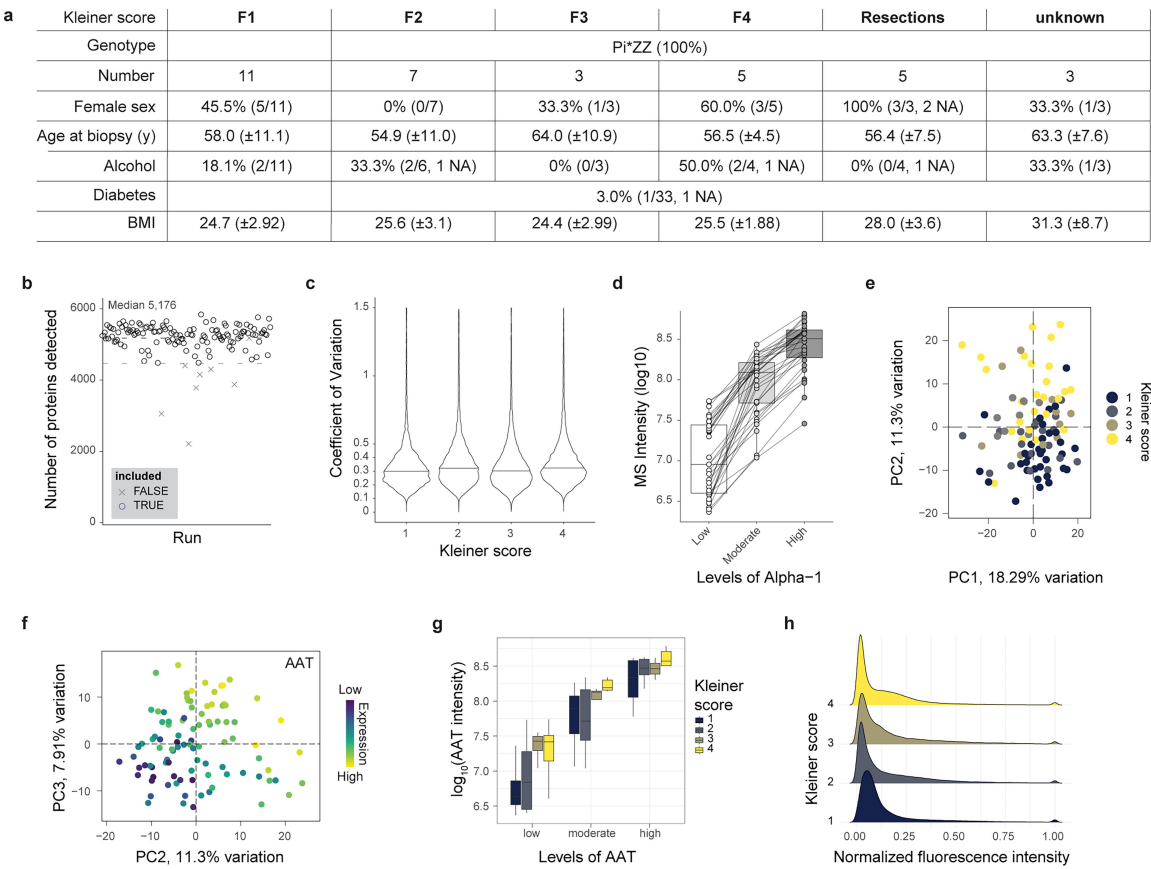 a
Kleiner score F1 F2 F3 F4 Resections unknown
Genotype Pi*ZZ (100%)
Number 11 7 3 5 5 3
Female sex 45.5% (5/11) 0% (0/7) 33.3% (1/3) 60.0% (3/5) 100% (3/3, 2 NA) 33.3% (1/3)
Age at biopsy (y) 58.0 (±11.1) 54.9 (±11.0) 64.0 (±10.9) 56.5 (±4.5) 56.4 (±7.5) 63.3 (±7.6)
Alcohol 18.1% (2/11) 33.3% (2/6, 1 NA) 0% (0/3) 50.0% (2/4, 1 NA) 0% (0/4, 1 NA) 33.3% (1/3)
Diabetes 3.0% (1/33, 1 NA)
BMI 24.7 (±2.92) 25.6 (±3.1) 24.4 (±2.99) 25.5 (±1.88) 28.0 (±3.6) 31.3 (±8.7)
b
Number of proteins detected
6000
4000
2000
0
Median 5,176
included
FALSE
TRUE
Run
c
Coefficient of Variation
1.5
1
0.5
0.4
0.3
0.2
0.1
0
1 2 3 4
Kleiner score
d
MS Intensity (log10)
8.5
8.0
7.5
7.0
6.5
Low Moderate High
Levels of Alpha−1
e
PC2, 11.3% variation
20
10
0
−10
−20
−20 0 20
PC1, 18.29% variation
Kleiner score
1
2
3
4
f
PC3, 7.91% variation
10
0
−10
AAT
−20 −10 0 10 20
PC2, 11.3% variation
Low
Expression
High
g
log10(AAT intensity)
8.5
8.0
7.5
7.0
6.5
low moderate high
Levels of AAT
Kleiner
score
1
2
3
4
h
Kleiner score
4
3
2
1
0.00 0.25 0.50 0.75 1.00
Normalized fluorescence intensity